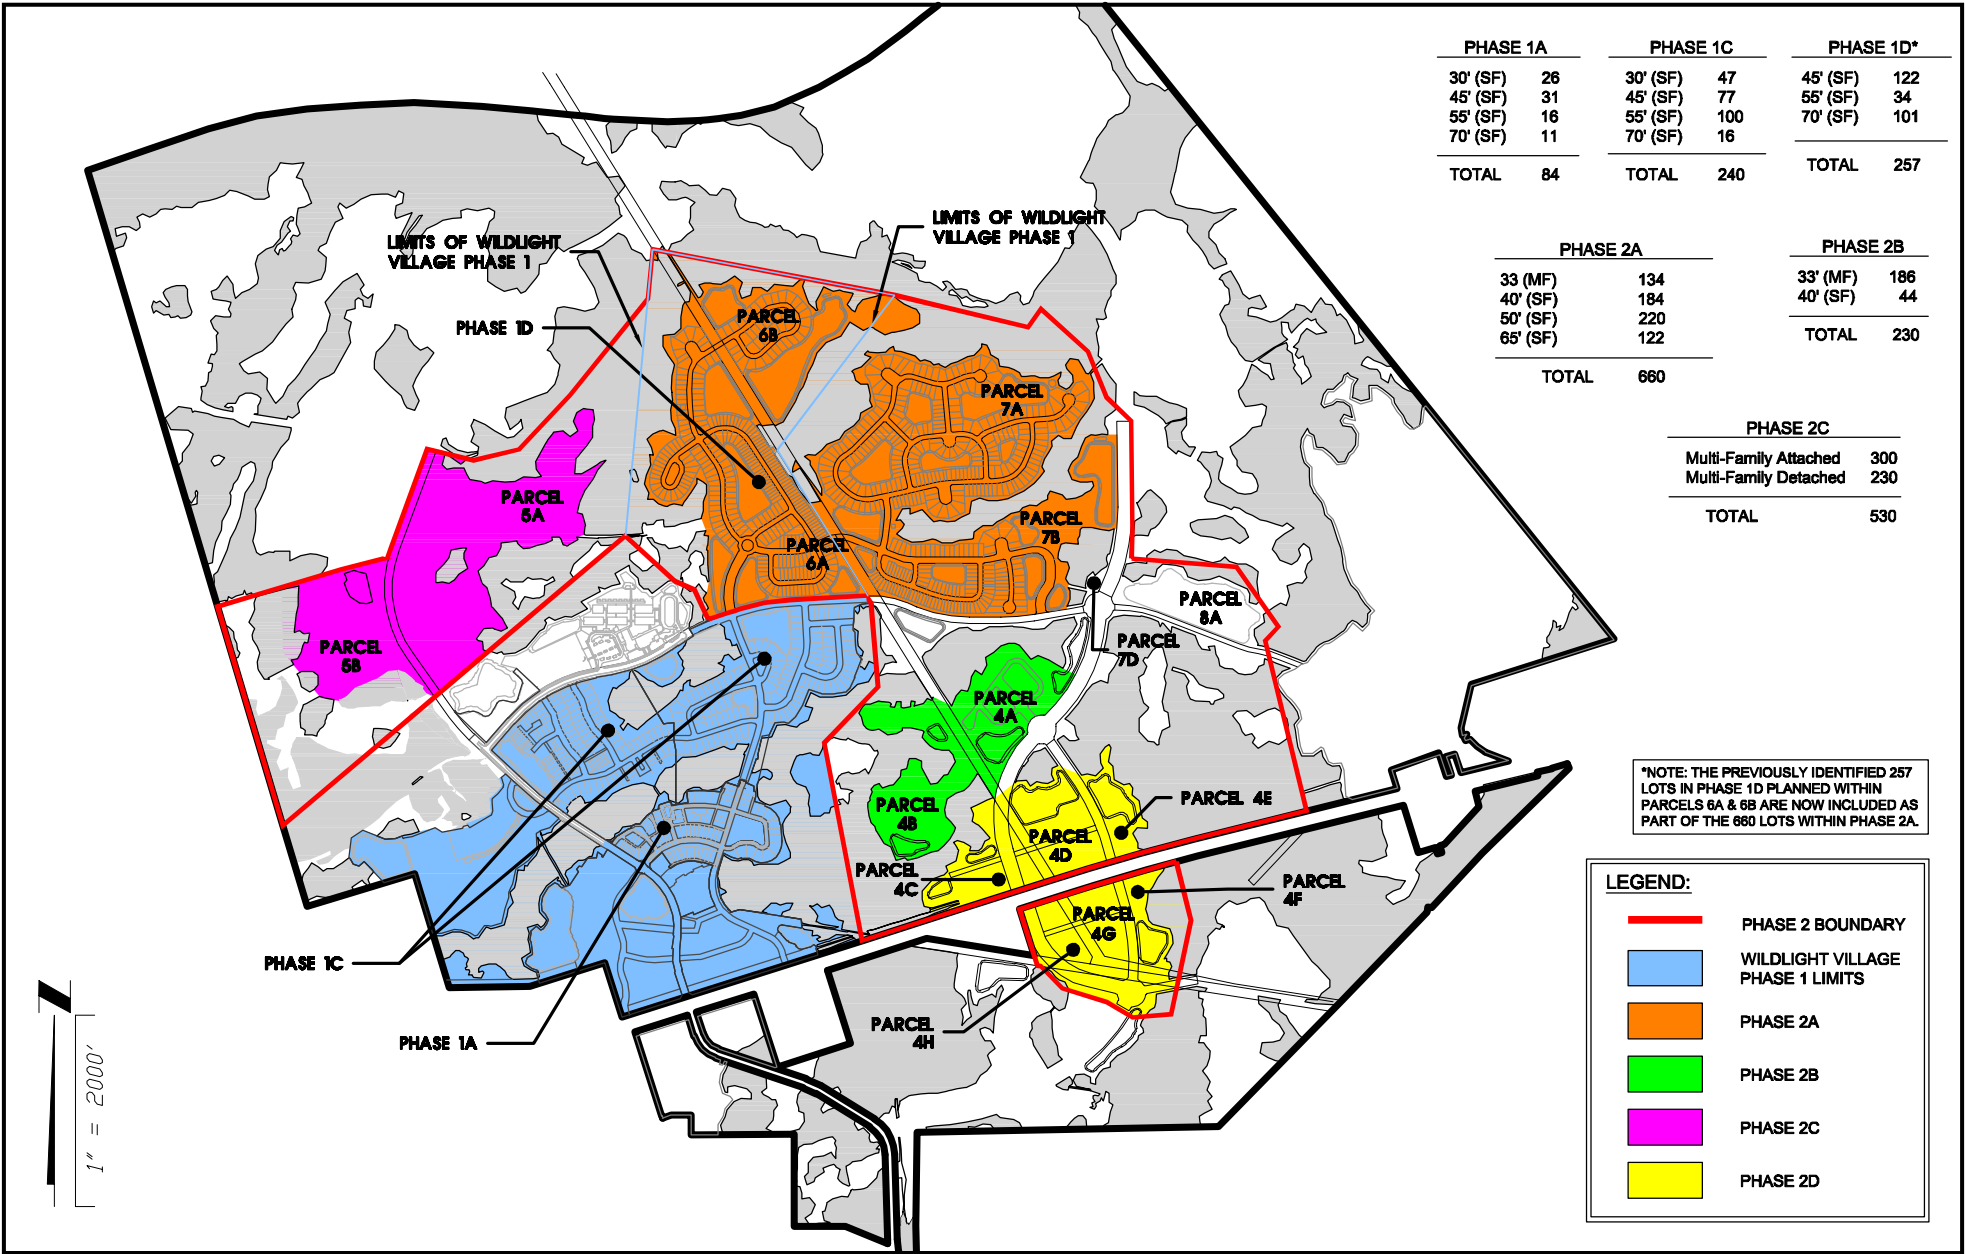 PHASE 1A
30' (SF) 26
45' (SF) 31
55' (SF) 16
70' (SF) 11
TOTAL 84
PHASE 1C
30' (SF) 47
45' (SF) 77
55' (SF) 100
70' (SF) 16
TOTAL 240
PHASE 1D*
45' (SF) 122
55' (SF) 34
70' (SF) 101
TOTAL 257
PHASE 2A
33 (MF) 134
40' (SF) 184
50' (SF) 220
65' (SF) 122
TOTAL 660
PHASE 2B
33' (MF) 186
40' (SF) 44
TOTAL 230
PHASE 2C
Multi-Family Attached 300
Multi-Family Detached 230
TOTAL 530
LIMITS OF WILDLIGHT
VILLAGE PHASE 1
LIMITS OF WILDLIGHT
VILLAGE PHASE 1
PHASE 1D
PARCEL
6B
PARCEL
7A
PARCEL
5A
PARCEL
7B
PARCEL
6A
PARCEL
8A
PARCEL
7D
PARCEL
5B
PARCEL
4A
PARCEL
4B
PARCEL 4E
PARCEL
4D
PARCEL
4C
PARCEL
4F
PARCEL
4G
PARCEL
4H
PHASE 1C
PHASE 1A
1" = 2000'
*NOTE: THE PREVIOUSLY IDENTIFIED 257
LOTS IN PHASE 1D PLANNED WITHIN
PARCELS 6A & 6B ARE NOW INCLUDED AS
PART OF THE 660 LOTS WITHIN PHASE 2A.
LEGEND:
PHASE 2 BOUNDARY
WILDLIGHT VILLAGE
PHASE 1 LIMITS
PHASE 2A
PHASE 2B
PHASE 2C
PHASE 2D